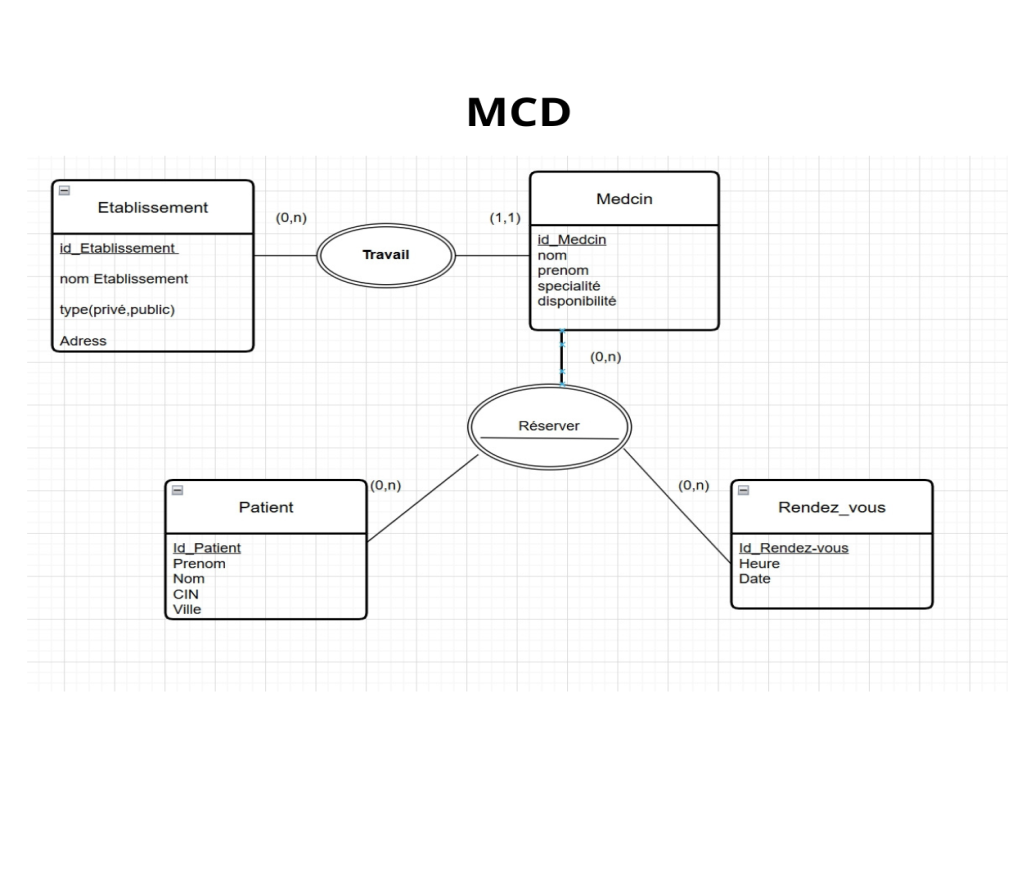 MCD
Etablissement
id_Etablissement
nom Etablissement
type(privé,public)
Adress
(0,n)
Travail
(1,1)
Medcin
id_Medcin
nom
prenom
specialité
disponibilité
(0,n)
Réserver
(0,n)
(0,n)
Patient
Id_Patient
Prenom
Nom
CIN
Ville
Rendez_vous
Id_Rendez-vous
Heure
Date